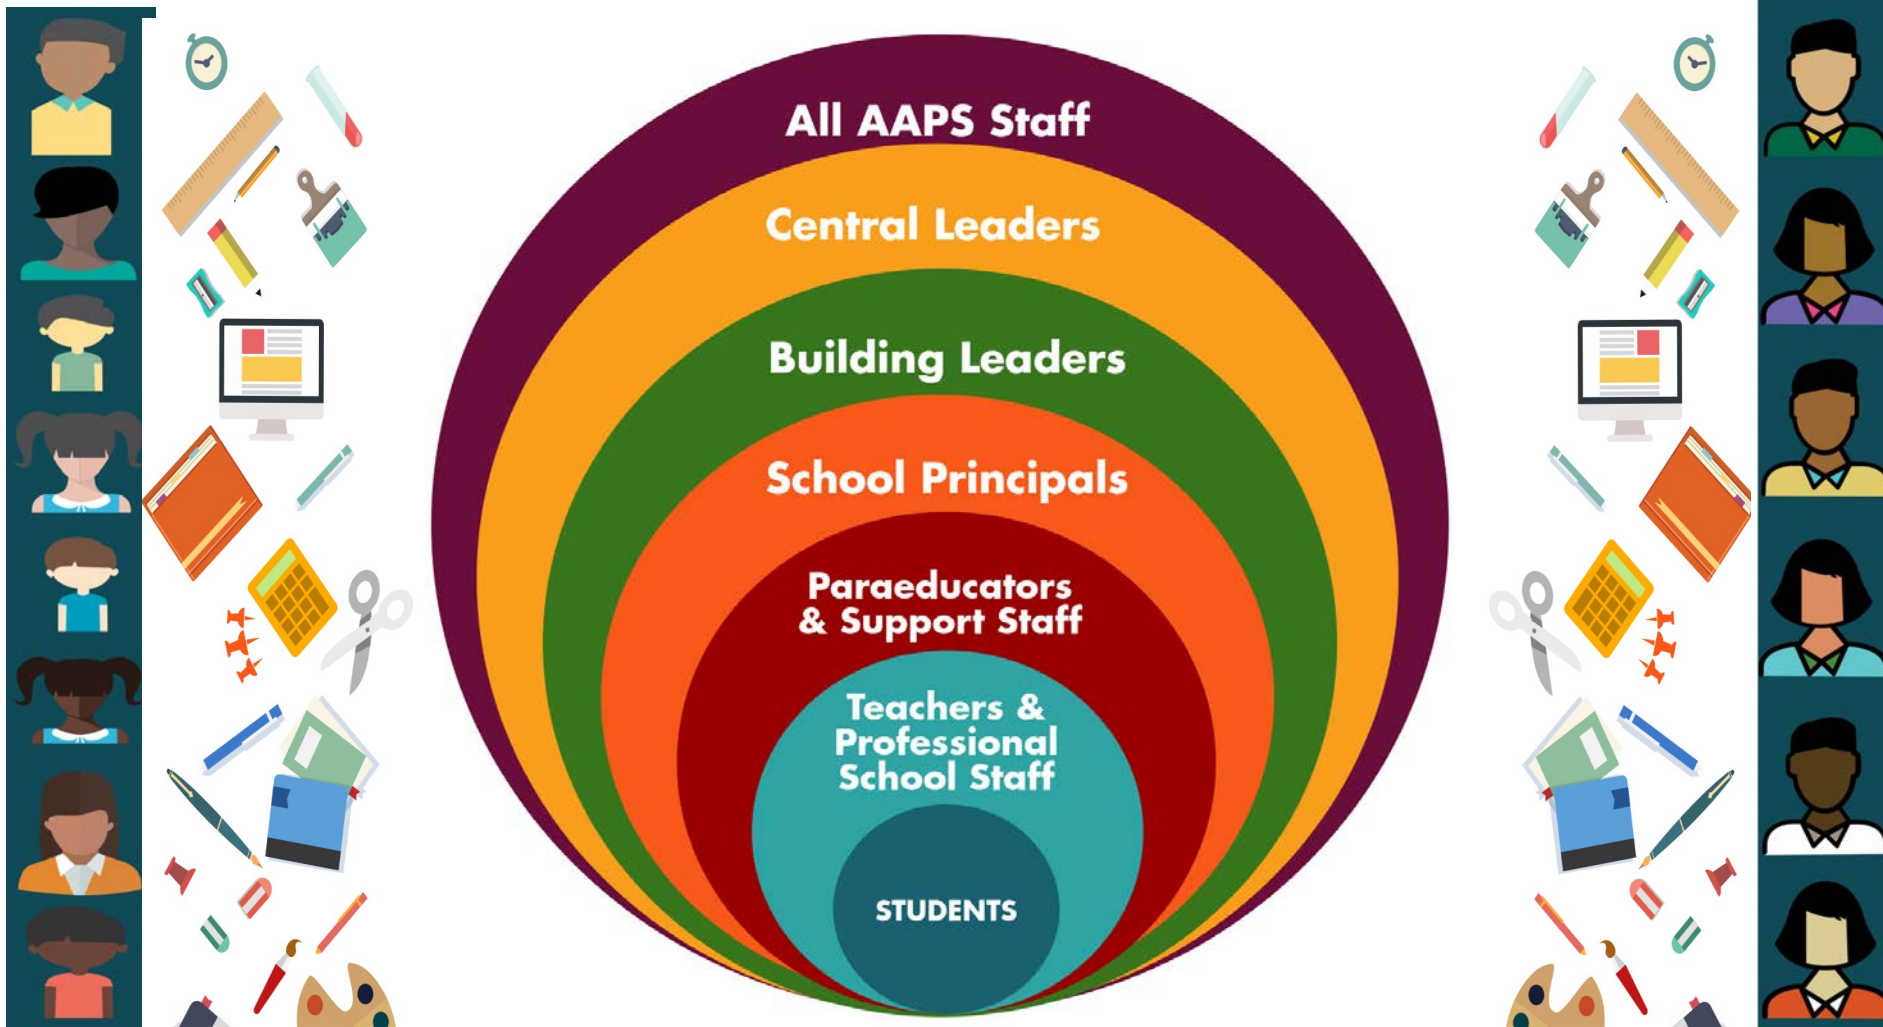 All AAPS Staff
Central Leaders
Building Leaders
School Principals
Paraeducators
& Support Staff
Teachers &
Professional
School Staff
STUDENTS